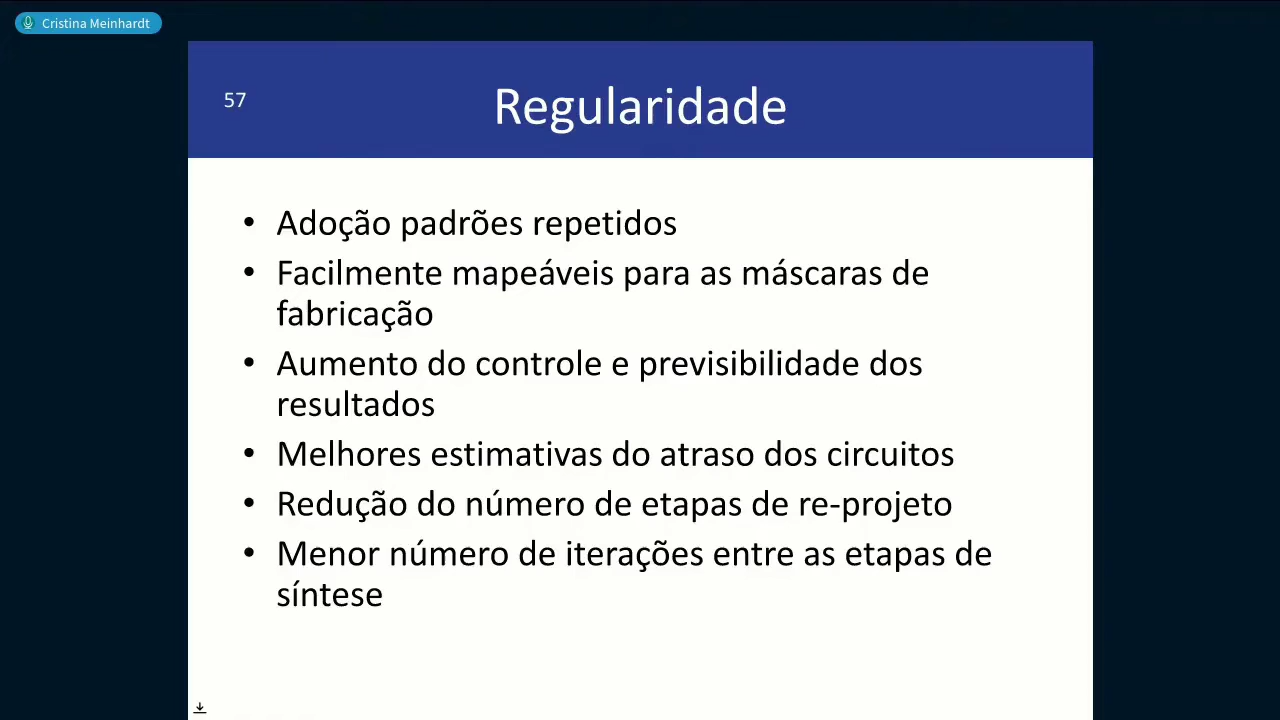 Cristina Meinhardt
57
Regularidade
• Adoção padrões repetidos
• Facilmente mapeáveis para as máscaras de
fabricação
• Aumento do controle e previsibilidade dos
resultados
• Melhores estimativas do atraso dos circuitos
• Redução do número de etapas de re-projeto
• Menor número de iterações entre as etapas de
síntese